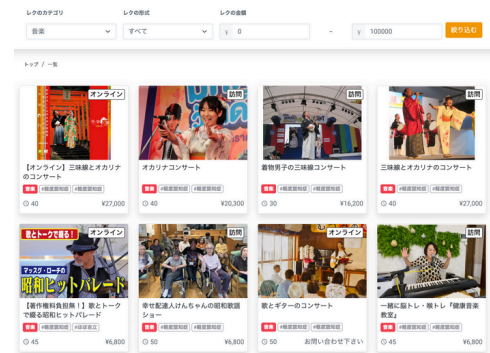 レクのカテゴリ レクの形式 レクの金額
音楽 すべて ¥ 0 - ¥ 100000 絞り込む
トップ / 一覧
オンライン 訪問 訪問 訪問
【オンライン】三味線とオカリナのコンサート
音楽 #軽度認知症 #軽度認知症
40 ¥27,000
オカリナコンサート
音楽 #軽度認知症 #軽度認知症
40 ¥20,300
着物男子の三味線コンサート
音楽 #軽度認知症 #軽度認知症
30 ¥16,200
三味線とオカリナのコンサート
音楽 #軽度認知症 #軽度認知症
40 ¥27,000
オンライン 訪問 オンライン 訪問
歌とトークで綴る!
マッスグ・ローチの
昭和ヒットパレード
【著作権料負担無!】歌とトークで綴る昭和ヒットパレード
音楽 #軽度認知症 #ほぼ自立
45 ¥6,800
幸せ配達人けんちゃんの昭和歌謡ショー
音楽 #軽度認知症 #軽度認知症
50 ¥6,800
歌とギターのコンサート
音楽 #軽度認知症 #軽度認知症
50 お問い合わせ下さい
一緒に脳トレ・喉トレ『健康音楽教室』
音楽 #軽度認知症 #軽度認知症
45 ¥6,800